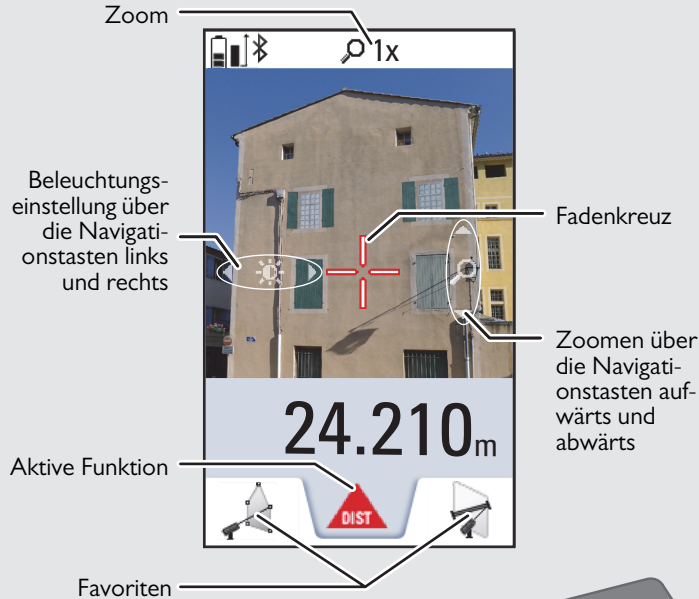 Zoom
1x
Beleuchtungs-
einstellung über
die Navigati-
onstasten links
und rechts
Fadenkreuz
Zoomen über
die Navigati-
onstasten auf-
wärts und
abwärts
24.210m
Aktive Funktion
DIST
Favoriten